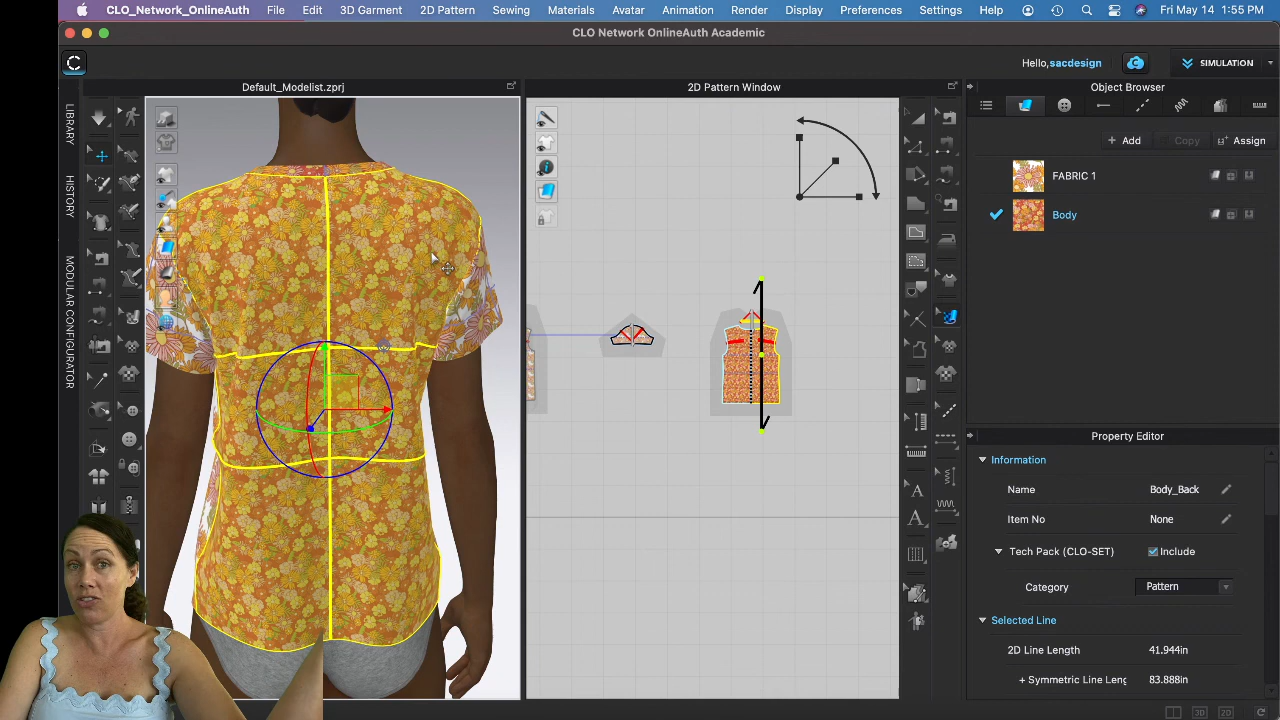 CLO_Network_OnlineAuth File Edit 3D Garment 2D Pattern Sewing Materials Avatar Animation Render Display Preferences Settings Help Fri May 14 1:55 PM
CLO Network OnlineAuth Academic
Hello,sacdesign SIMULATION
Default_Modelist.zprj 2D Pattern Window Object Browser
LIBRARY
HISTORY
MODULAR CONFIGURATOR
+ Add Copy Assign
FABRIC 1
Body
Property Editor
Information
Name Body_Back
Item No None
Tech Pack (CLO-SET) Include
Category Pattern
Selected Line
2D Line Length 41.944in
+ Symmetric Line Leng 83.888in
A
A
3D 2D